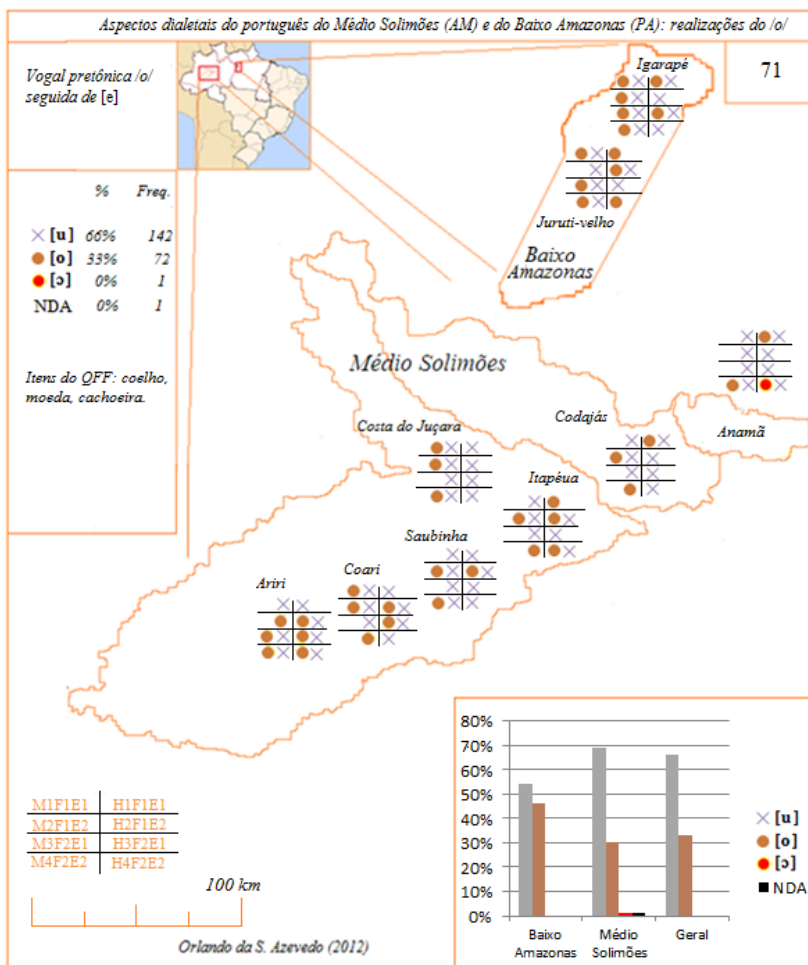 Aspectos dialetais do português do Médio Solimões (AM) e do Baixo Amazonas (PA): realizações do /o/
Vogal pretônica /o/
seguida de [e]
71
% Freq.
[u] 66% 142
[o] 33% 72
[ɔ] 0% 1
NDA 0% 1
Itens do QFF: coelho,
moeda, cachoeira.
Igarapé
Juruti-velho
Baixo
Amazonas
Médio Solimões
Costa do Juçara
Codajás
Anamã
Itapéua
Saubinha
Coari
Ariri
M1F1E1 H1F1E1
M2F1E2 H2F1E2
M3F2E1 H3F2E1
M4F2E2 H4F2E2
100 km
Orlando da S. Azevedo (2012)
80%
70%
60%
50%
40%
30%
20%
10%
0%
Baixo
Amazonas
Médio
Solimões
Geral
[u]
[o]
[ɔ]
NDA